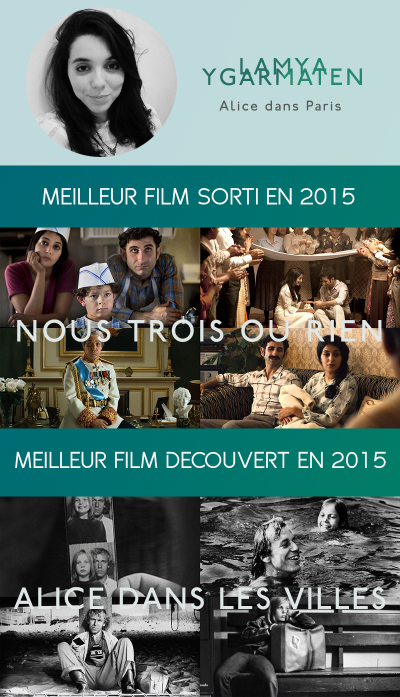 LAMYA
YGARMATEN
Alice dans Paris
MEILLEUR FILM SORTI EN 2015
NOUS TROIS OU RIEN
MEILLEUR FILM DECOUVERT EN 2015
ALICE DANS LES VILLES